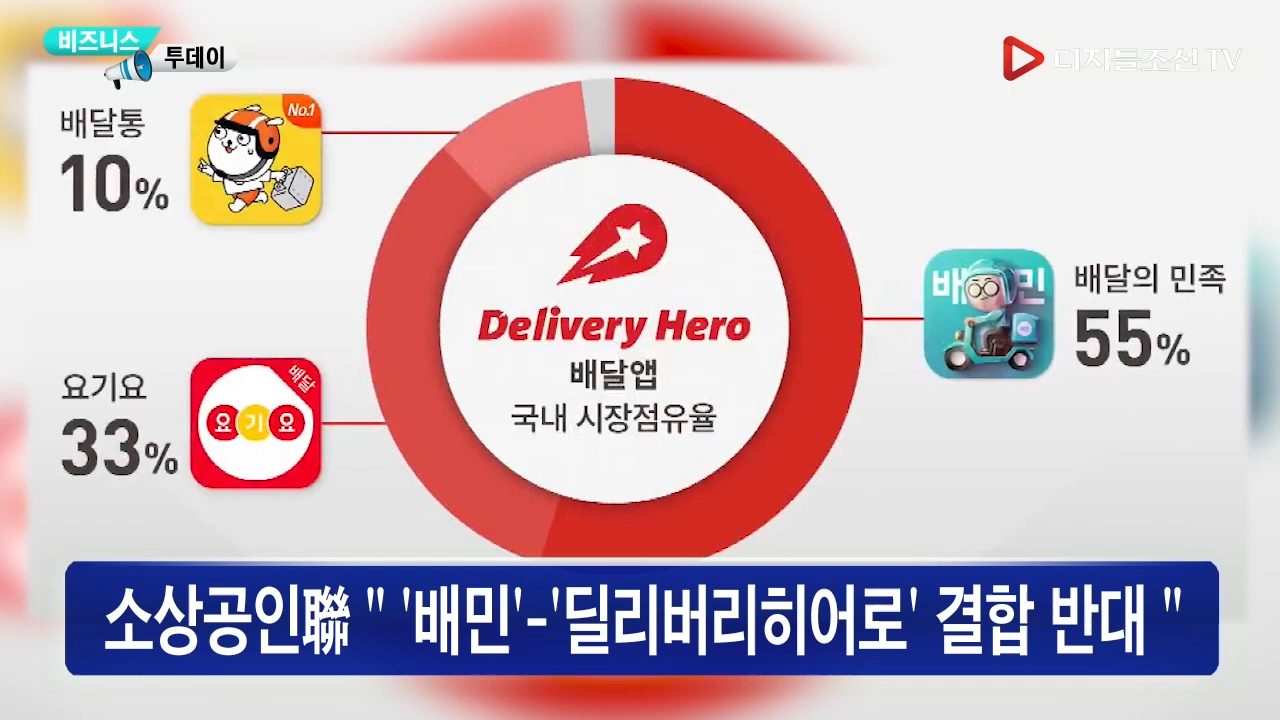 비즈니스
투데이
디지틀조선 TV
배달통
10%
No.1
요기요
33%
배달
요기요
Delivery Hero
배달앱
국내 시장점유율
배 민
배달의 민족
55%
소상공인聯 " '배민'-'딜리버리히어로' 결합 반대 "